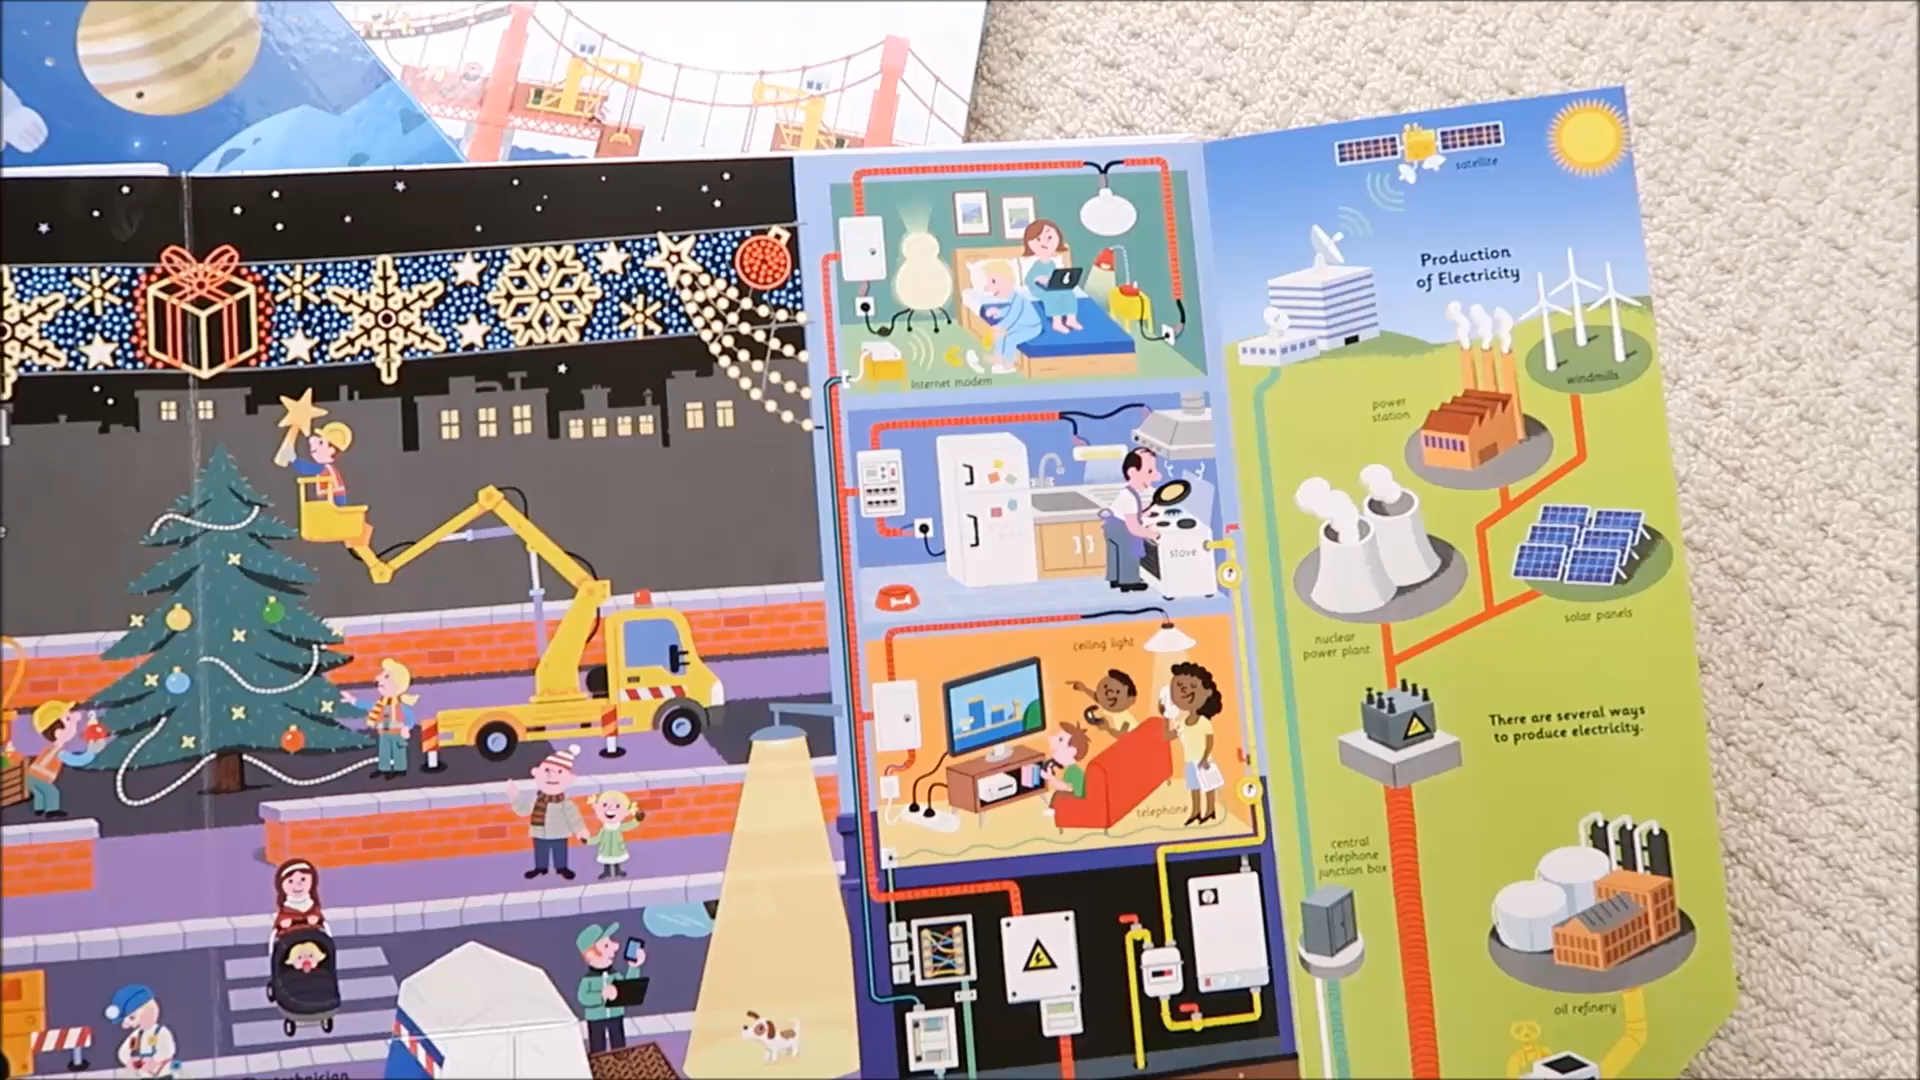 satellite
Production
of Electricity
windmills
power
station
Internet modem
stove
solar panels
nuclear
power plant
ceiling light
There are several ways
to produce electricity.
telephone
central
telephone
junction box
oil refinery